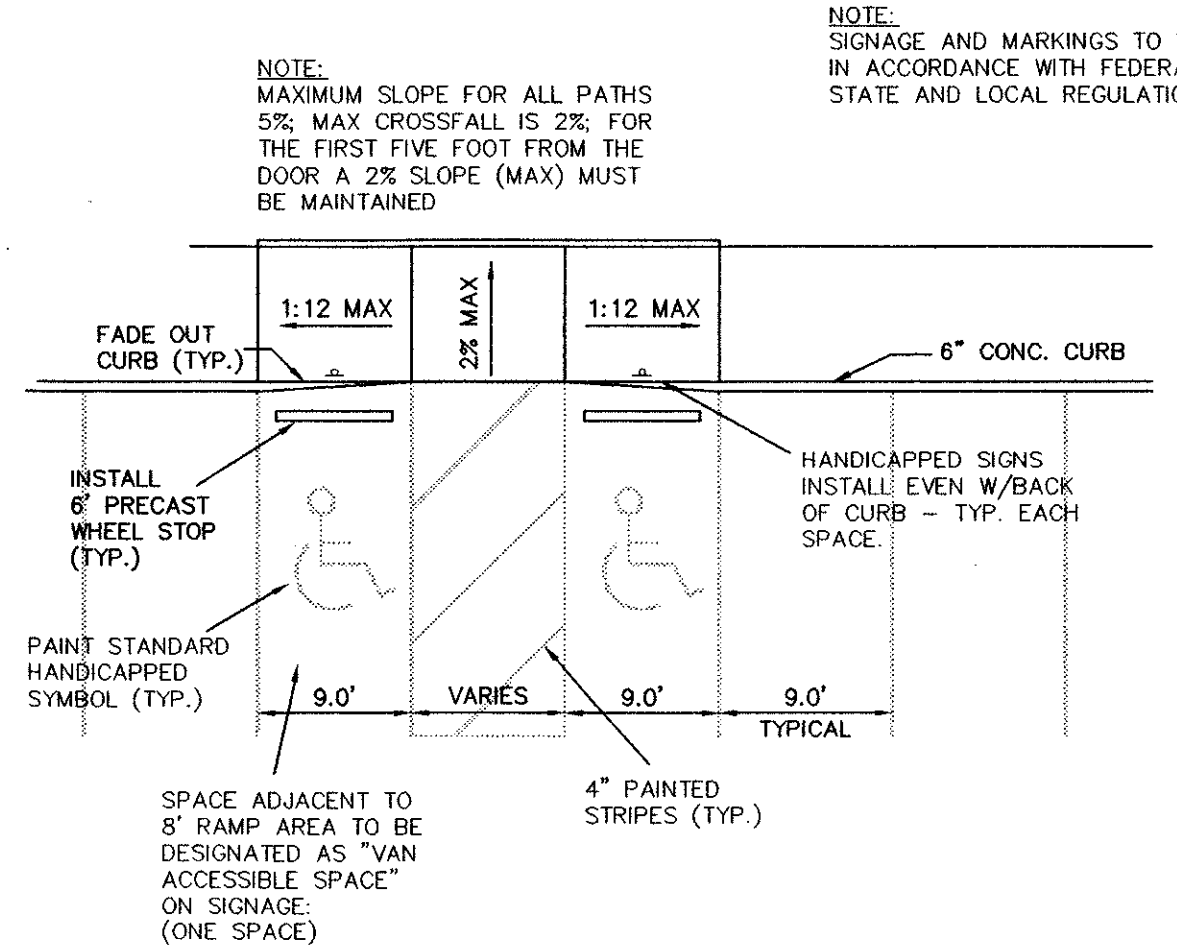 NOTE:
SIGNAGE AND MARKINGS TO
IN ACCORDANCE WITH FEDERA
STATE AND LOCAL REGULATIO
NOTE:
MAXIMUM SLOPE FOR ALL PATHS
5%; MAX CROSSFALL IS 2%; FOR
THE FIRST FIVE FOOT FROM THE
DOOR A 2% SLOPE (MAX) MUST
BE MAINTAINED
1:12 MAX
2% MAX
1:12 MAX
FADE OUT
CURB (TYP.)
6" CONC. CURB
INSTALL
6' PRECAST
WHEEL STOP
(TYP.)
HANDICAPPED SIGNS
INSTALL EVEN W/BACK
OF CURB – TYP. EACH
SPACE.
PAINT STANDARD
HANDICAPPED
SYMBOL (TYP.)
9.0'
VARIES
9.0'
9.0'
TYPICAL
SPACE ADJACENT TO
8' RAMP AREA TO BE
DESIGNATED AS "VAN
ACCESSIBLE SPACE"
ON SIGNAGE:
(ONE SPACE)
4" PAINTED
STRIPES (TYP.)